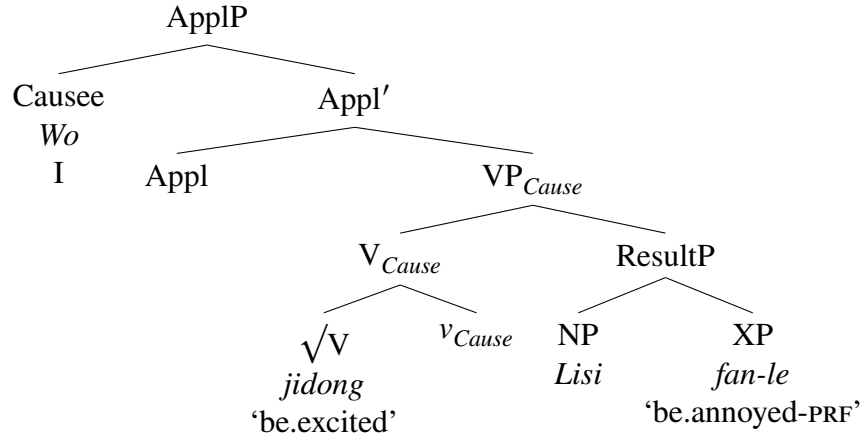 ApplP
Causee Appl′
Wo
I Appl VP_Cause
V_Cause ResultP
√V v_Cause NP XP
jidong Lisi fan-le
‘be.excited’ ‘be.annoyed-PRF’